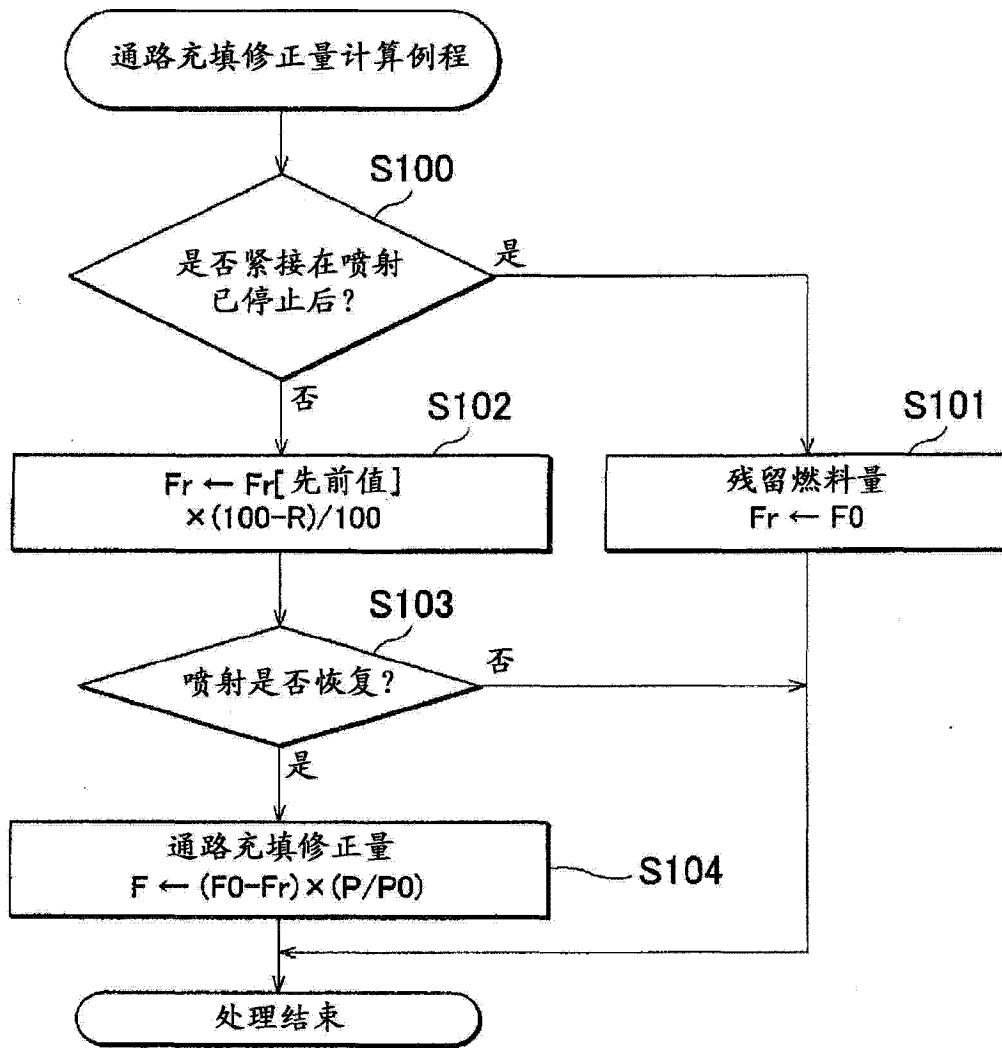 通路充填修正量计算例程
S100
是否紧接在喷射
已停止后?
是
否
S102
Fr ← Fr[先前值]
×(100-R)/100
S101
残留燃料量
Fr ← F0
S103
喷射是否恢复?
否
是
通路充填修正量
F ← (F0-Fr)×(P/P0)
S104
处理结束